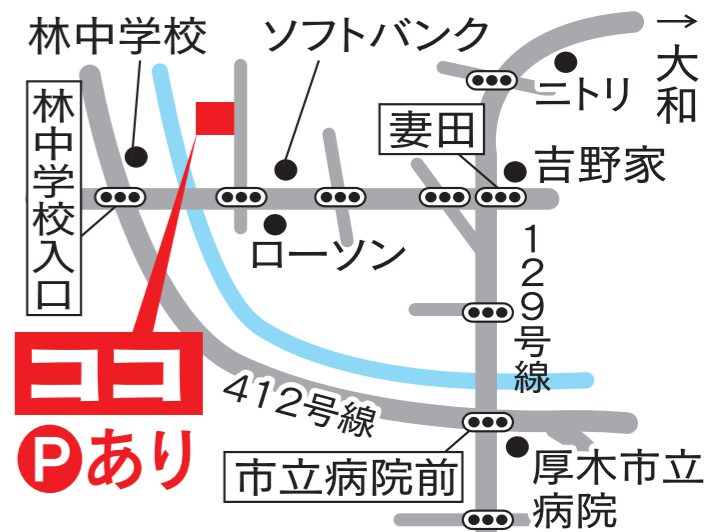 林中学校
ソフトバンク
→
大和
ニトリ
林中学校入口
妻田
吉野家
ローソン
129号線
ココ
412号線
Pあり
市立病院前
厚木市立
病院